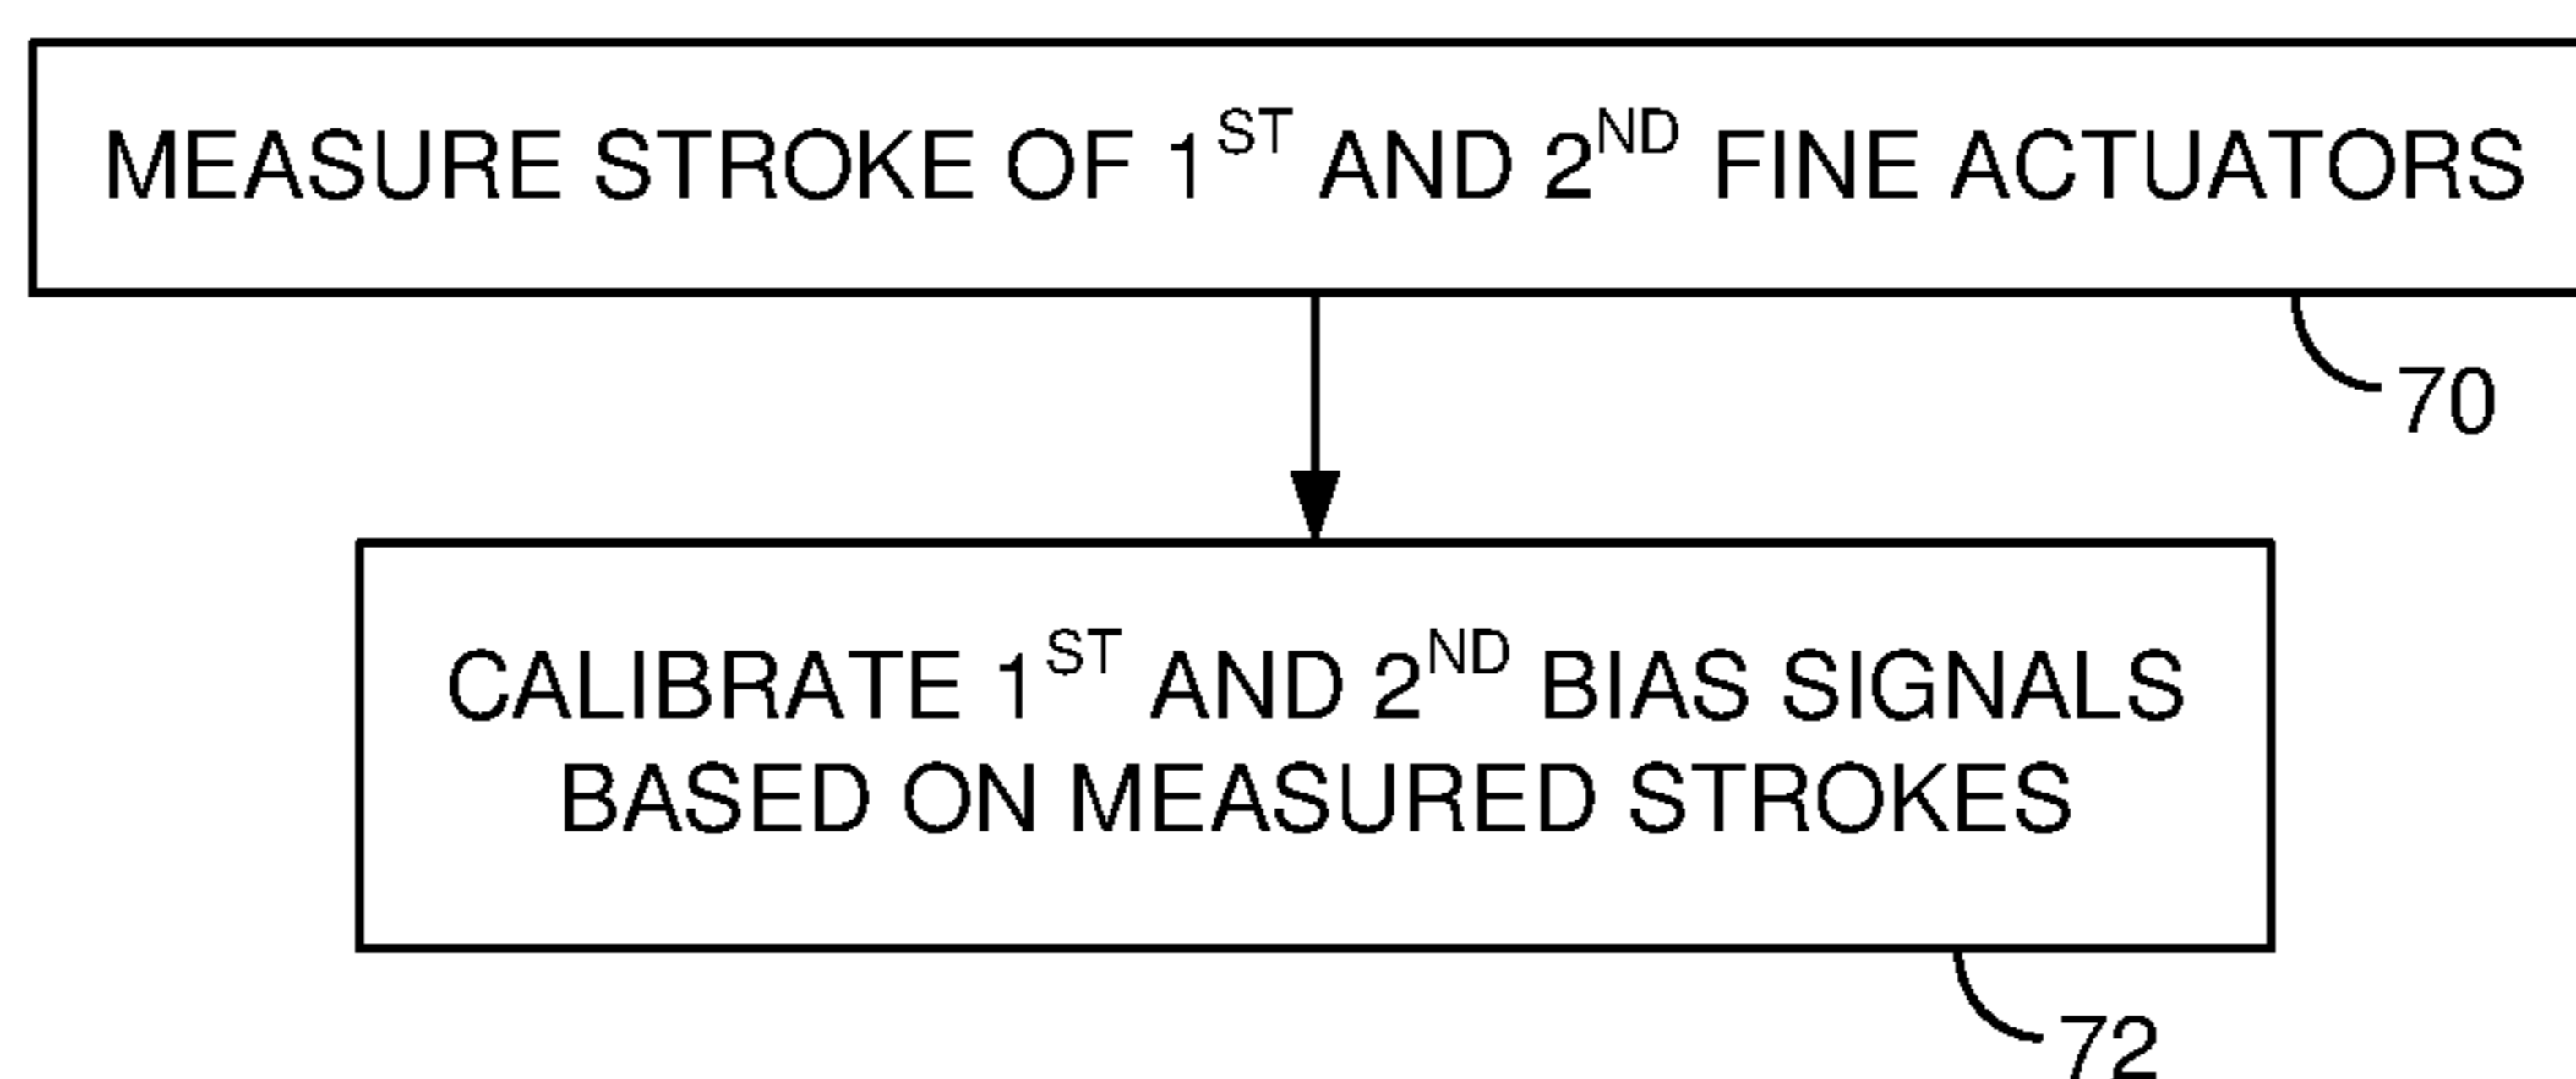 MEASURE STROKE OF 1ST AND 2ND FINE ACTUATORS
70
CALIBRATE 1ST AND 2ND BIAS SIGNALS
BASED ON MEASURED STROKES
72